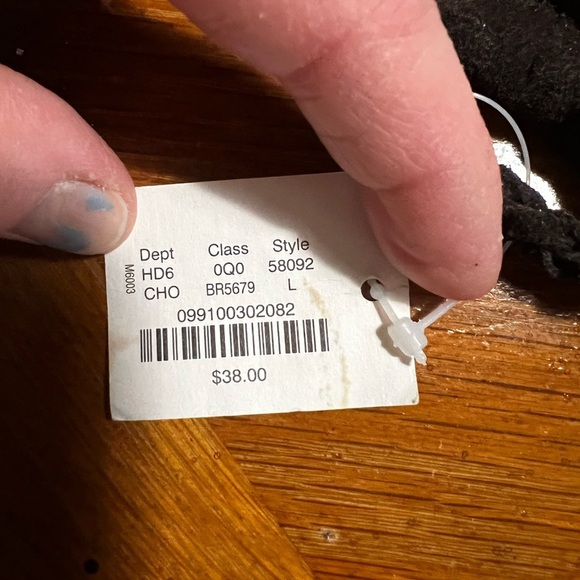 Dept Class Style
HD6 0Q0 58092
CHO BR5679 L
099100302082
$38.00
M6003